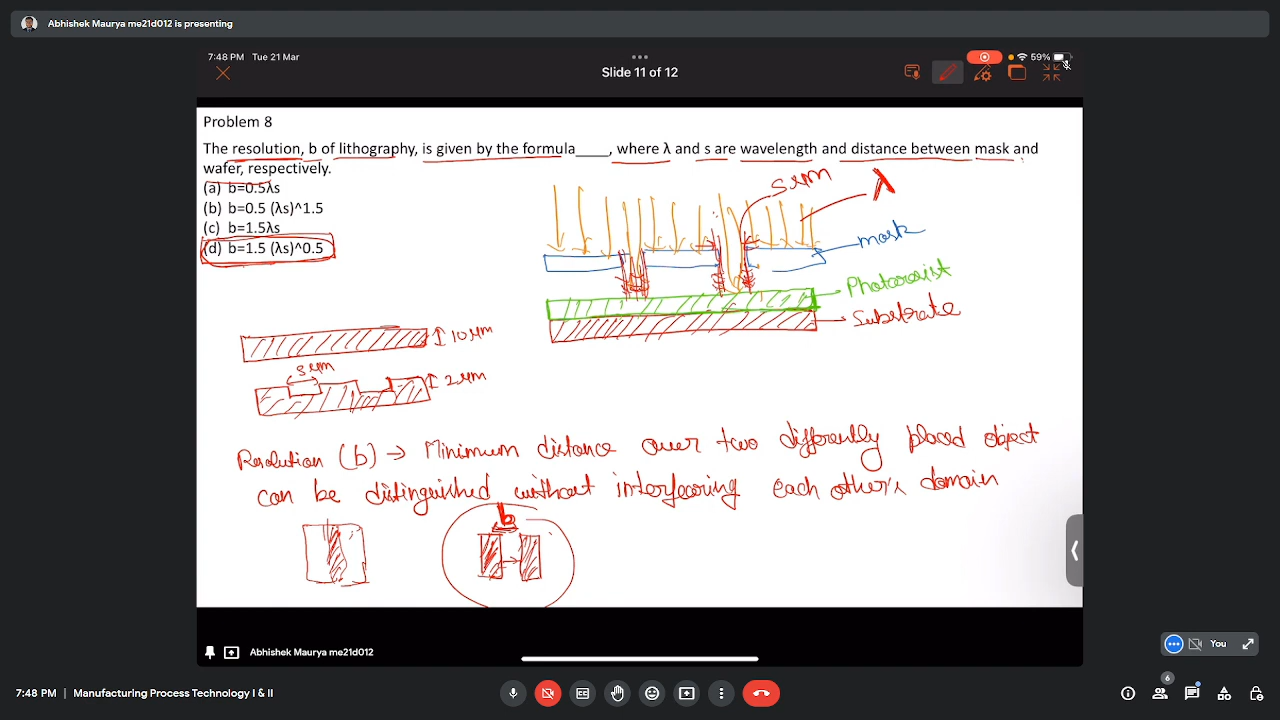 Abhishek Maurya me21d012 is presenting
7:48 PM Tue 21 Mar
59%
Slide 11 of 12
Problem 8
The resolution, b of lithography, is given by the formula____, where λ and s are wavelength and distance between mask and
wafer, respectively.
(a) b=0.5λs
(b) b=0.5 (λs)^1.5
(c) b=1.5λs
(d) b=1.5 (λs)^0.5
λ
mask
Photoresist
Substrate
10 μm
2 μm
Resolution (b) → Minimum distance over two differently placed object
can be distinguished without interfearing each other's domain
b
Abhishek Maurya me21d012
You
7:48 PM | Manufacturing Process Technology I & II
6